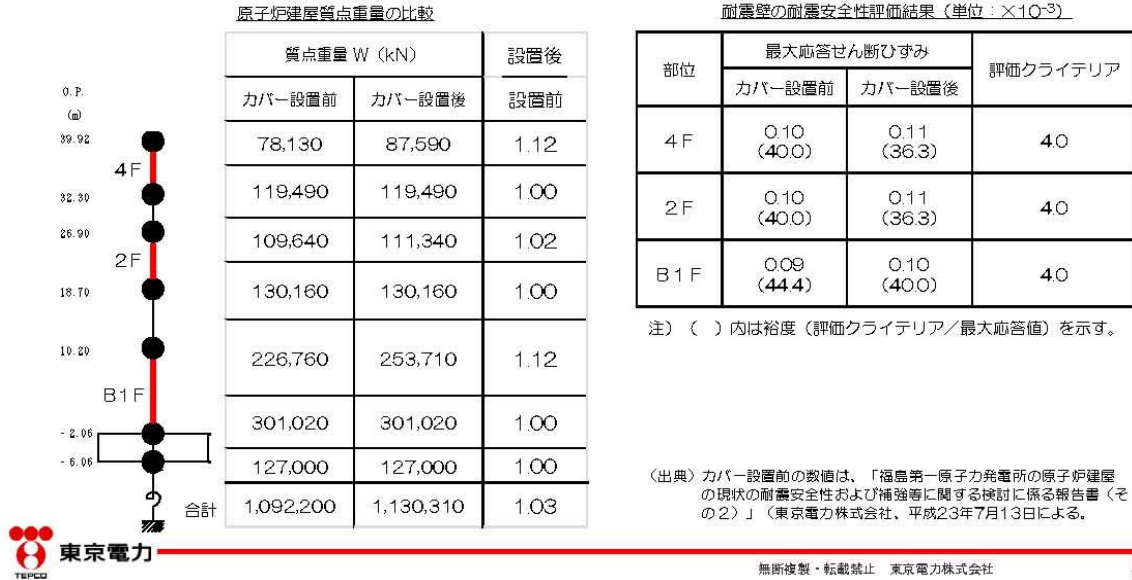 原子炉建屋質点重量の比較
質点重量 W (kN) 設置後
カバー設置前 カバー設置後 設置前
O.P.
(m)
39.92 78,130 87,590 1.12
4F
32.30 119,490 119,490 1.00
26.90 109,640 111,340 1.02
2F
18.70 130,160 130,160 1.00
10.20 226,760 253,710 1.12
B1F
-2.06 301,020 301,020 1.00
-6.06 127,000 127,000 1.00
合計 1,092,200 1,130,310 1.03
耐震壁の耐震安全性評価結果（単位：×10-3）
部位 最大応答せん断ひずみ 評価クライテリア
カバー設置前 カバー設置後
4F 0.10 0.11 4.0
(40.0) (36.3)
2F 0.10 0.11 4.0
(40.0) (36.3)
B1F 0.09 0.10 4.0
(44.4) (40.0)
注）（　）内は裕度（評価クライテリア／最大応答値）を示す。
（出典）カバー設置前の数値は、「福島第一原子力発電所の原子炉建屋
の現状の耐震安全性および補強等に関する検討に係る報告書（そ
の2）」（東京電力株式会社、平成23年7月13日による。
東京電力
TEPCO
無断複製・転載禁止　東京電力株式会社